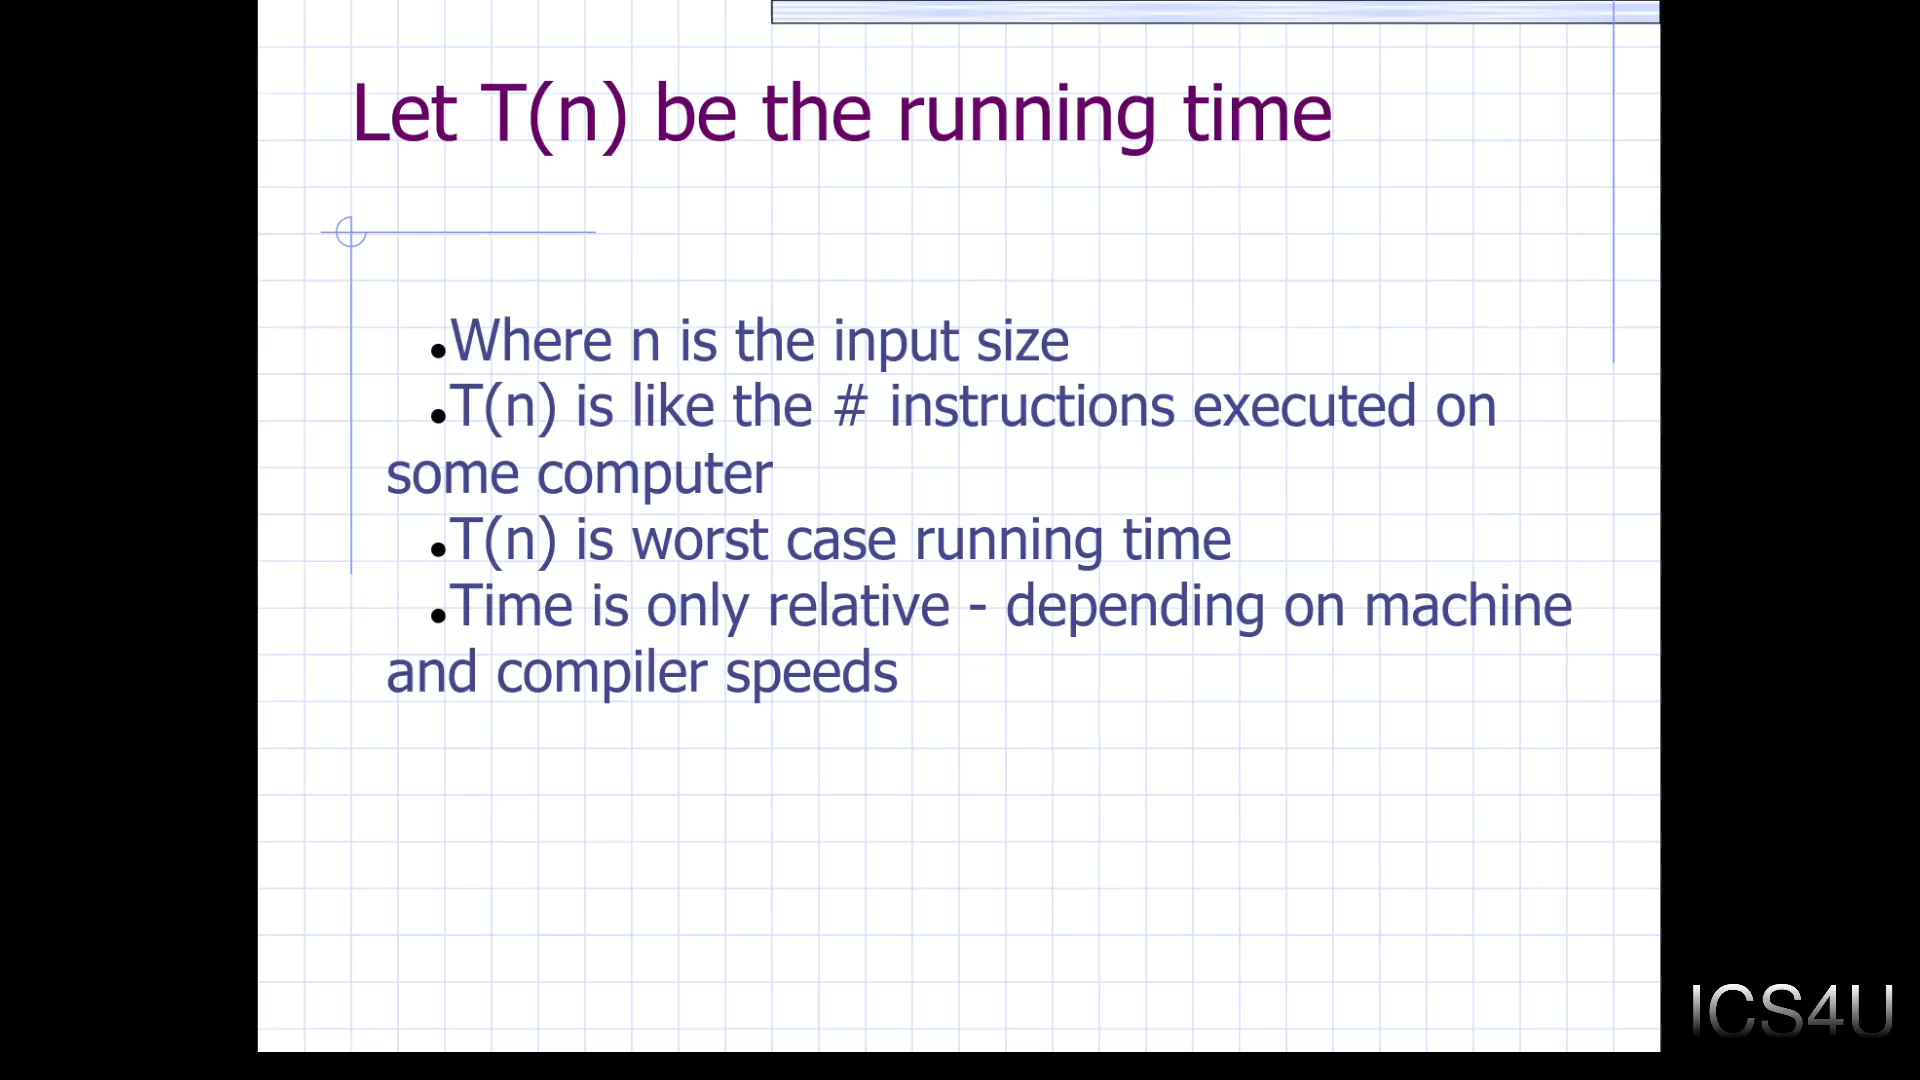 Let T(n) be the running time
•Where n is the input size
•T(n) is like the # instructions executed on
some computer
•T(n) is worst case running time
•Time is only relative - depending on machine
and compiler speeds
ICS4U